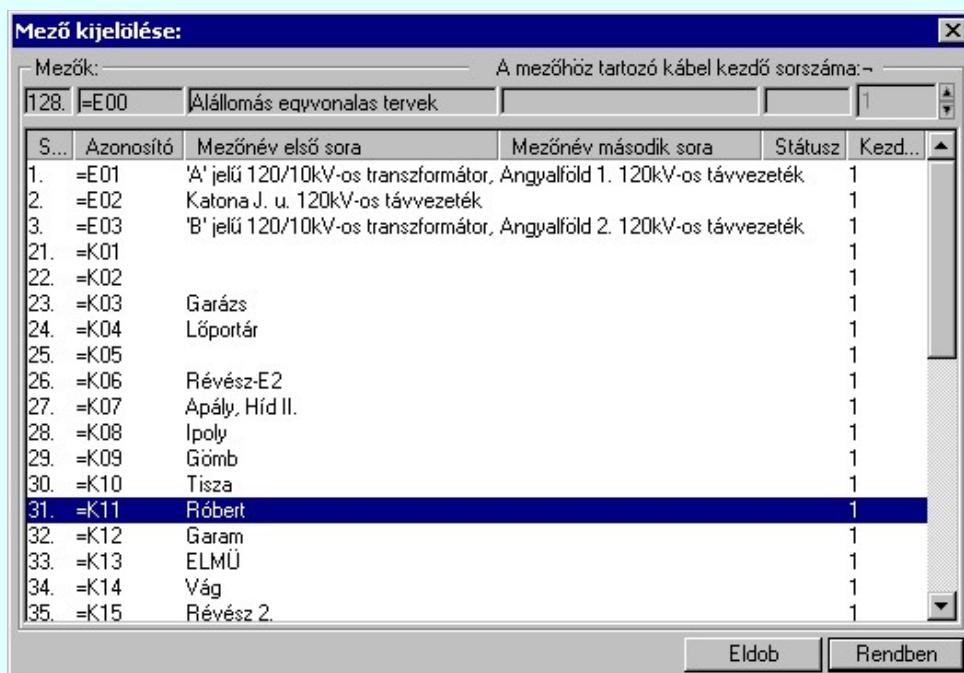 Mező kijelölése:
Mezők: A mezőhöz tartozó kábel kezdő sorszáma:¬
128. =E00 Alállomás egyvonalas tervek 1
S... Azonosító Mezőnév első sora Mezőnév második sora Státusz Kezd...
1. =E01 'A' jelű 120/10kV-os transzformátor, Angyalföld 1. 120kV-os távvezeték 1
2. =E02 Katona J. u. 120kV-os távvezeték 1
3. =E03 'B' jelű 120/10kV-os transzformátor, Angyalföld 2. 120kV-os távvezeték 1
21. =K01 1
22. =K02 1
23. =K03 Garázs 1
24. =K04 Lőportár 1
25. =K05 1
26. =K06 Révész-E2 1
27. =K07 Apály, Híd II. 1
28. =K08 Ipoly 1
29. =K09 Gömb 1
30. =K10 Tisza 1
31. =K11 Róbert 1
32. =K12 Garam 1
33. =K13 ELMÜ 1
34. =K14 Vág 1
35. =K15 Révész 2. 1
Eldob Rendben